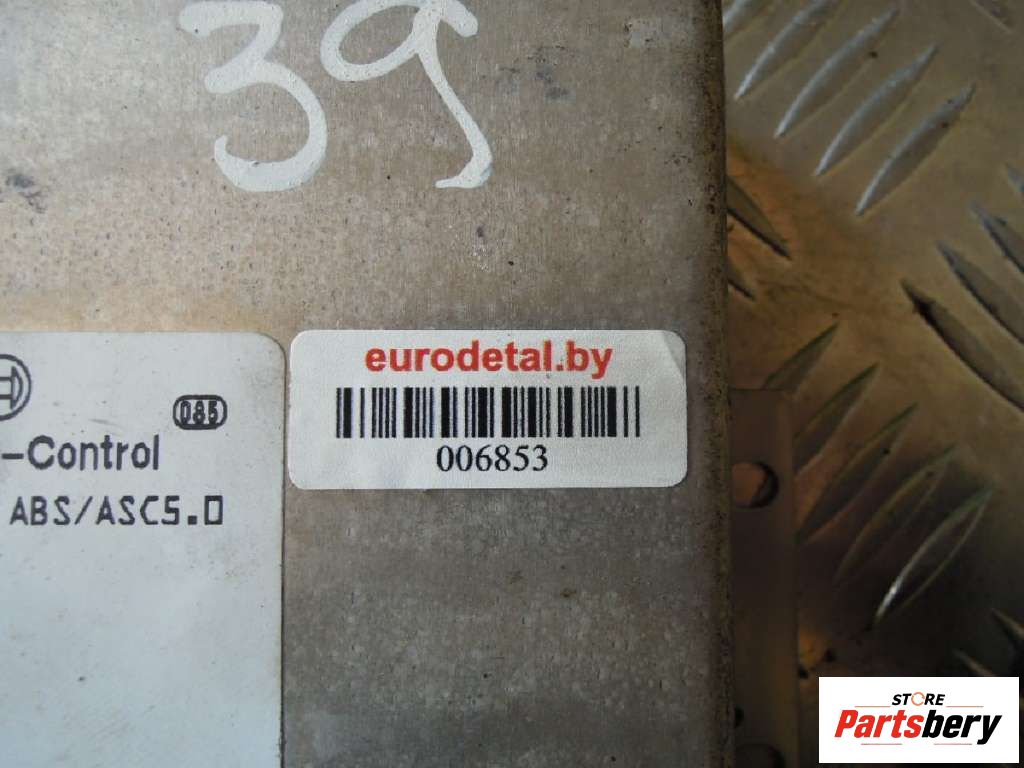 39
eurodetal.by
006853
085
-Control
ABS/ASC5.0
STORE
Partsbery